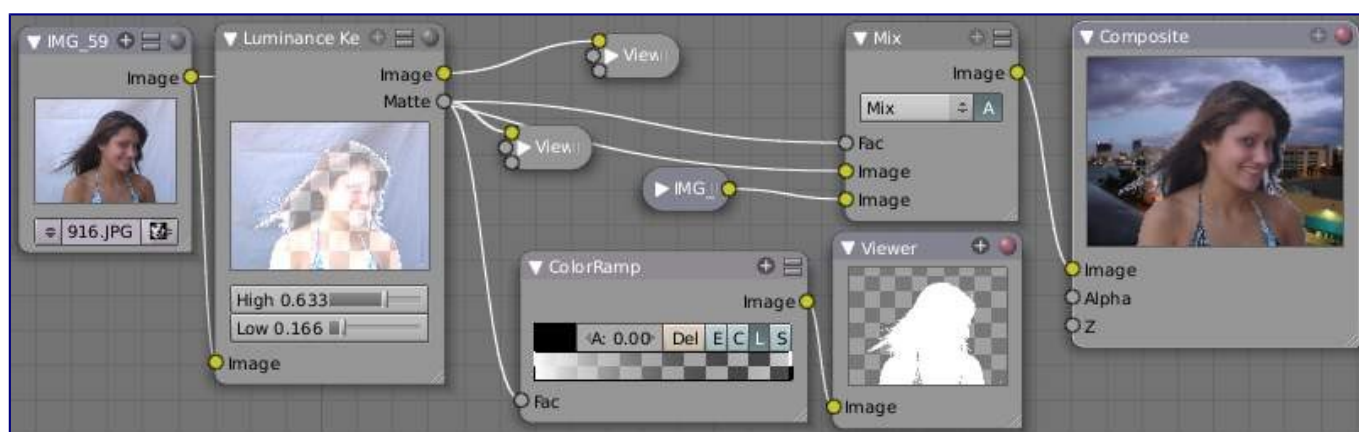 IMG_59
Image
916.JPG
Luminance Ke
Image
Matte
High 0.633
Low 0.166
Image
View
View
IMG_
ColorRamp
Image
A: 0.00
Del
E C L S
Fac
Mix
Image
Mix
A
Fac
Image
Image
Viewer
Image
Composite
Image
Alpha
Z